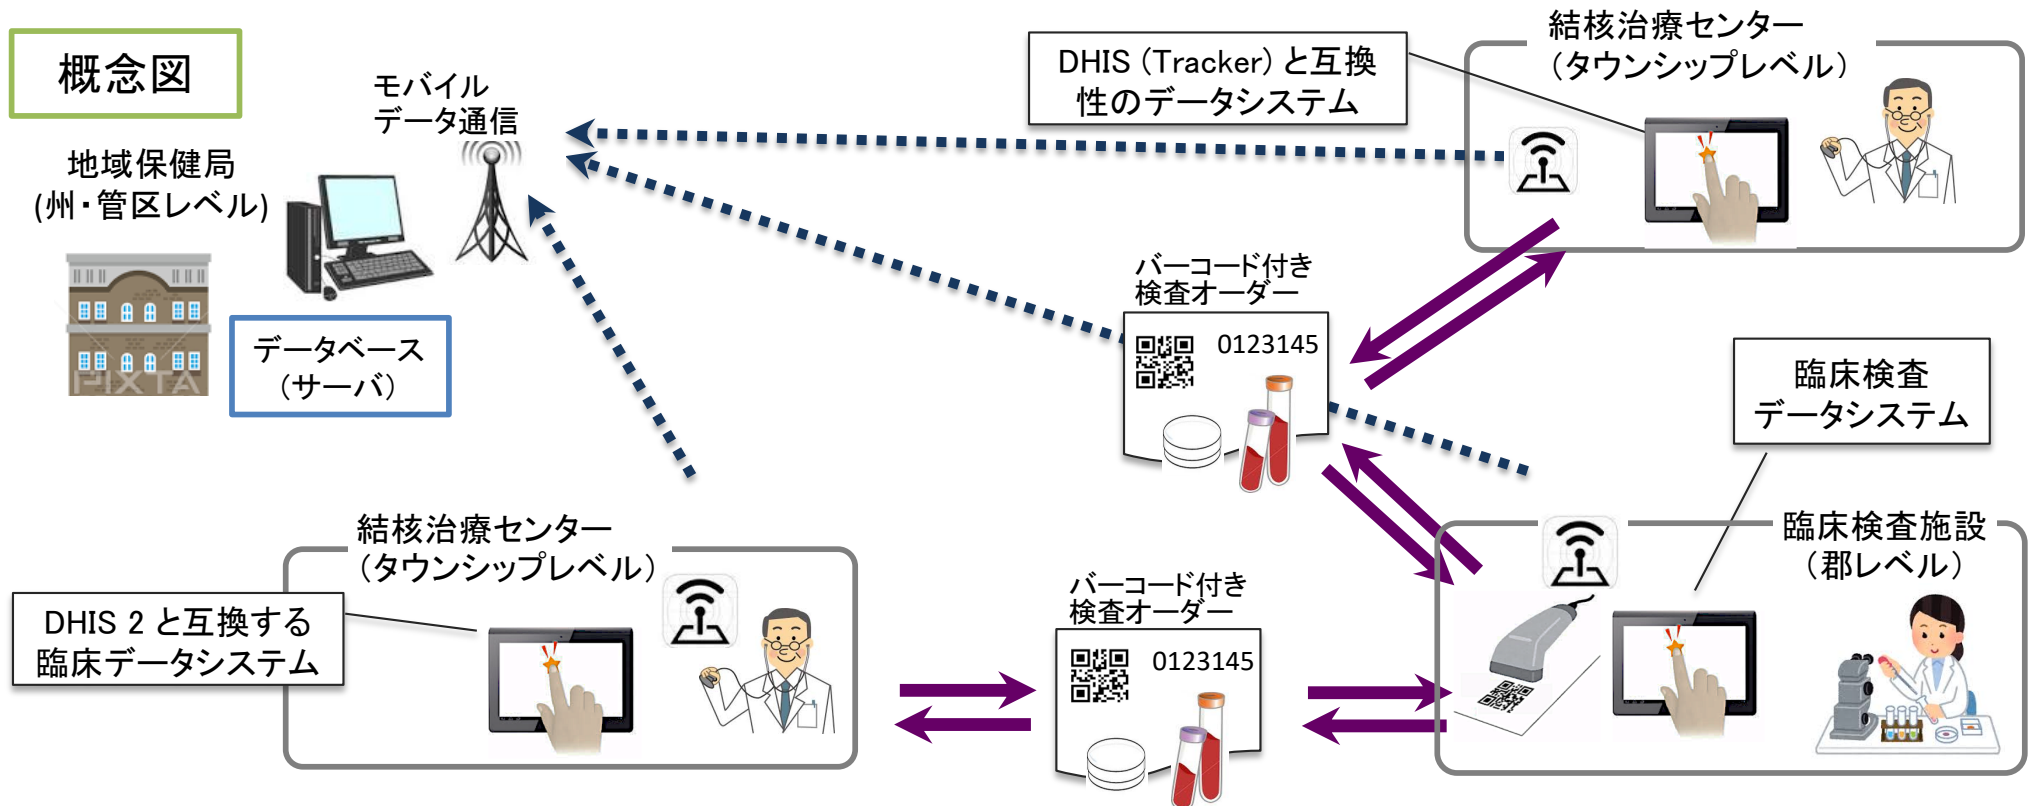 概念図
モバイル
データ通信
地域保健局
(州・管区レベル)
データベース
（サーバ）
PIXTA
DHIS (Tracker) と互換
性のデータシステム
結核治療センター
（タウンシップレベル）
バーコード付き
検査オーダー
0123145
臨床検査
データシステム
結核治療センター
（タウンシップレベル）
DHIS 2 と互換する
臨床データシステム
バーコード付き
検査オーダー
0123145
臨床検査施設
（郡レベル）